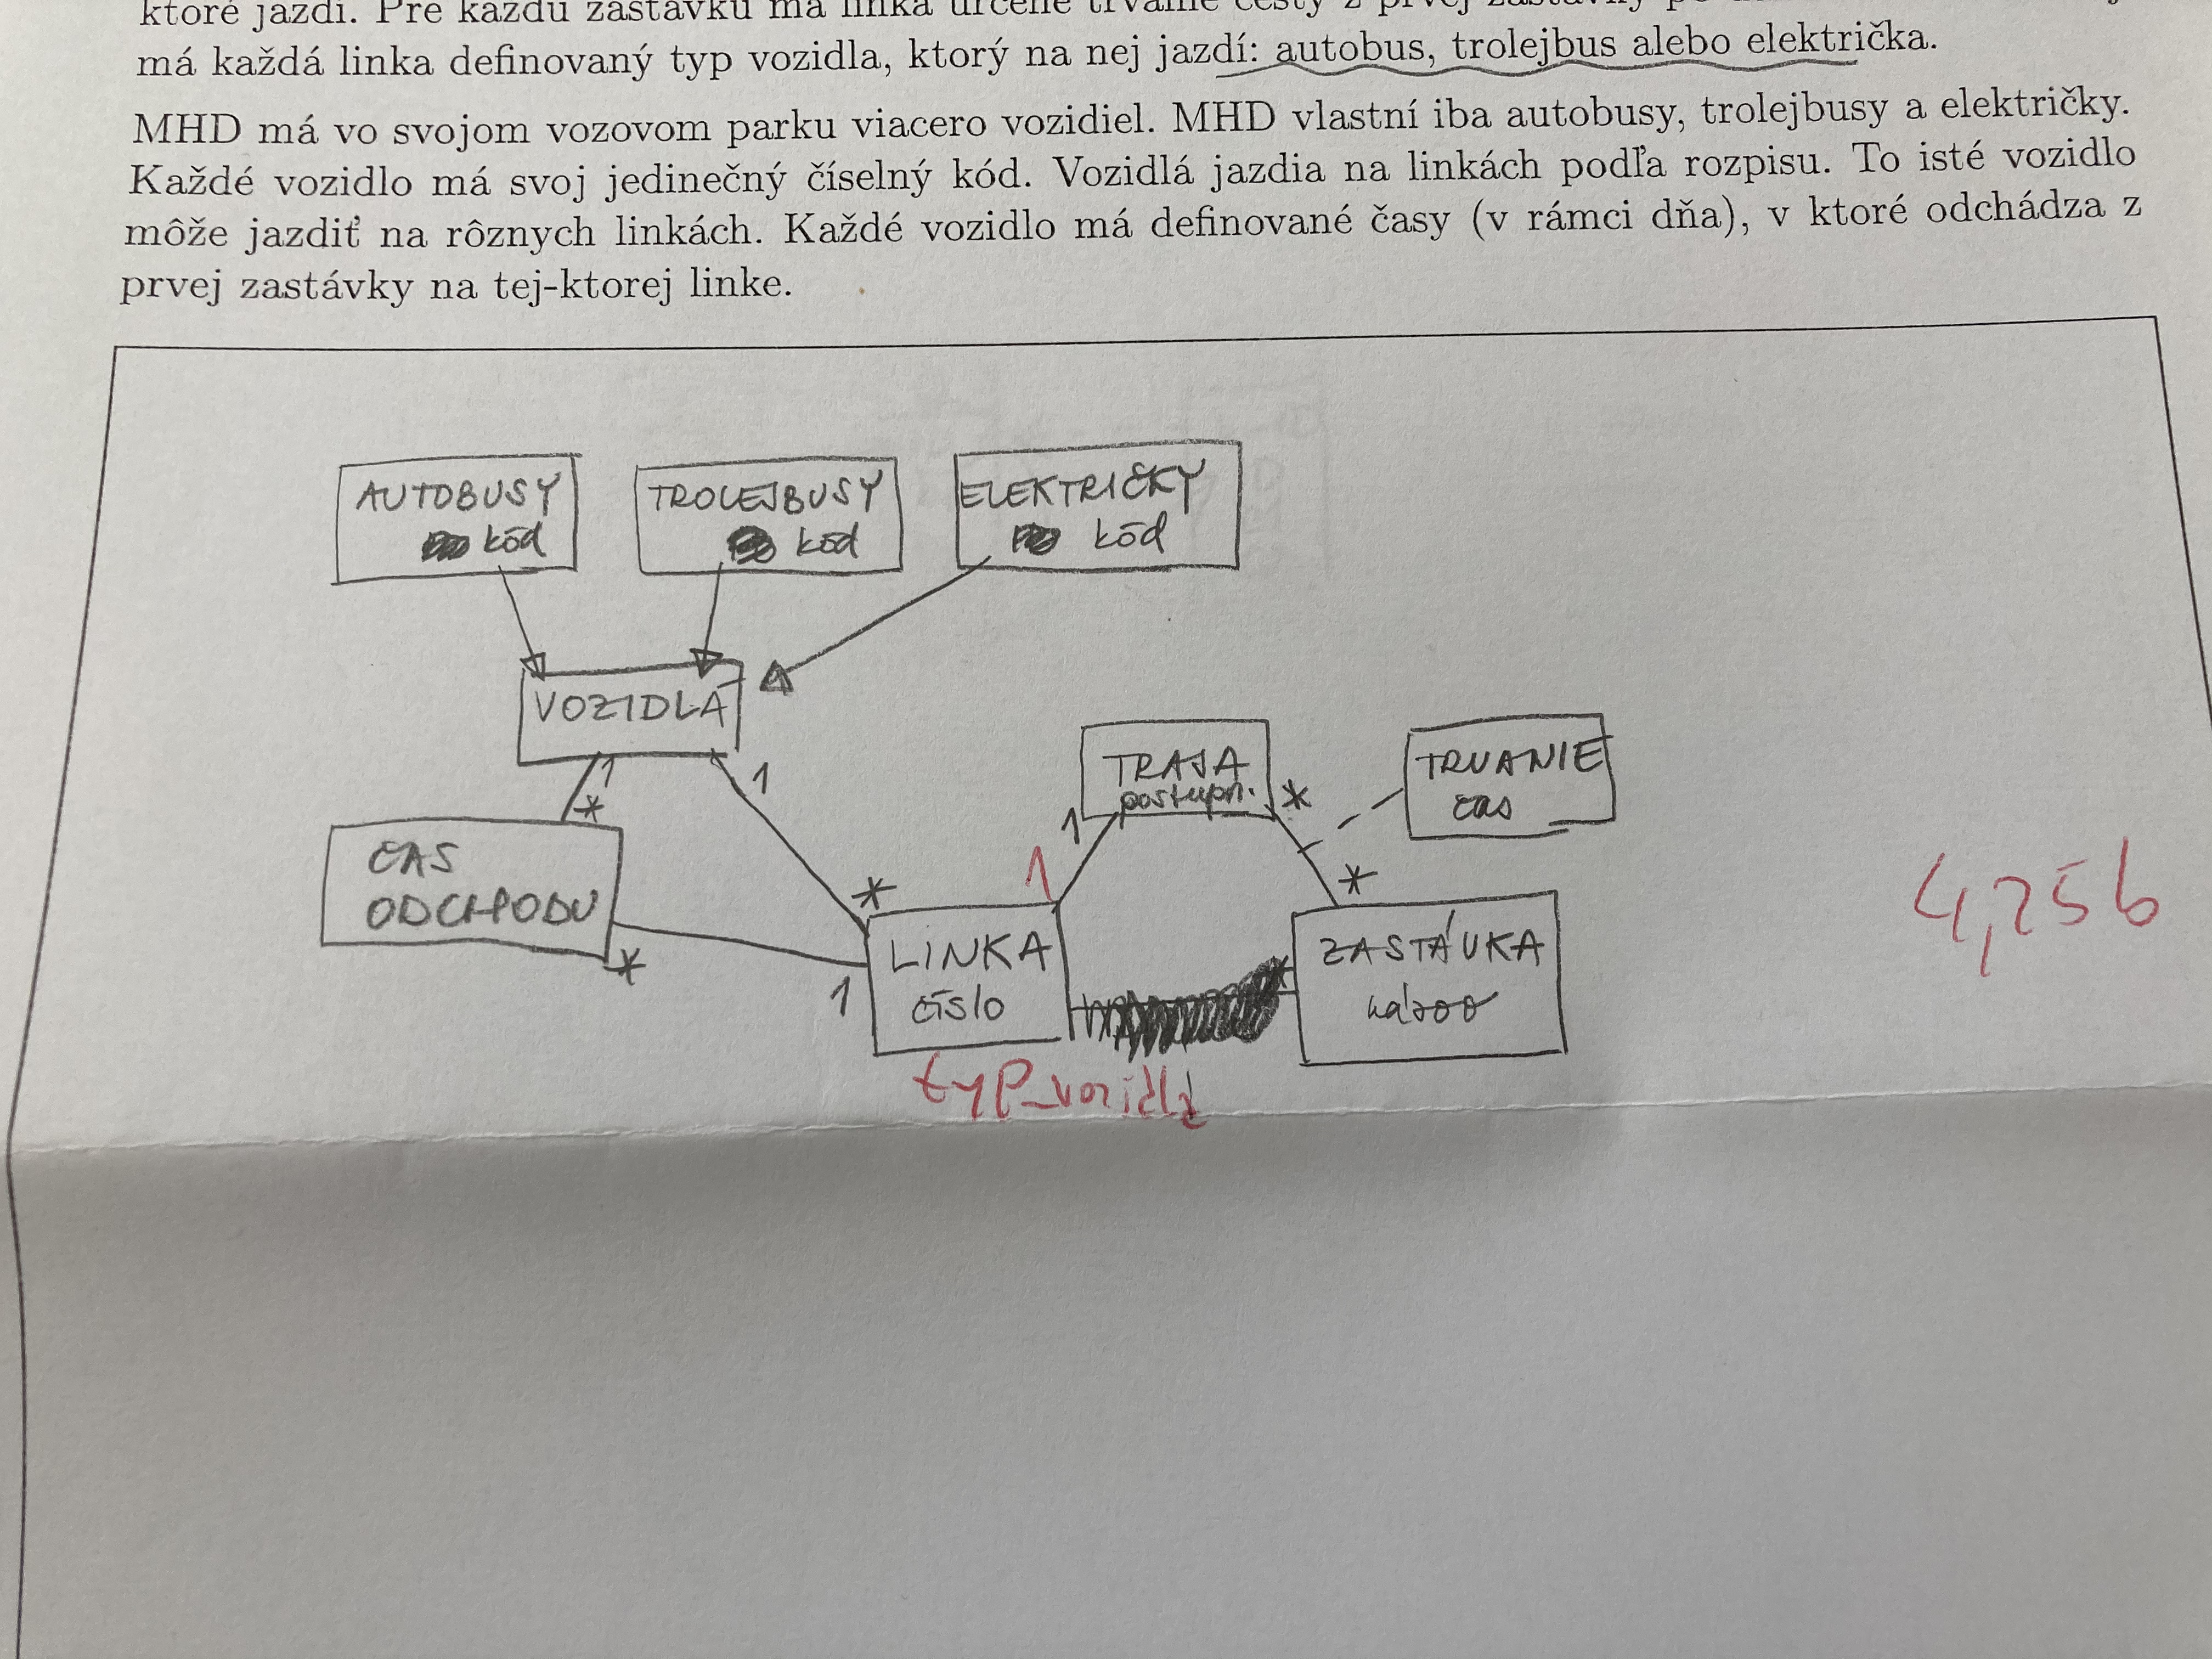 ktoré jazdí. Pre každú zastávku má linka určené trvanie cesty z prvej zastávky po
má každá linka definovaný typ vozidla, ktorý na nej jazdí: autobus, trolejbus alebo električka.
MHD má vo svojom vozovom parku viacero vozidiel. MHD vlastní iba autobusy, trolejbusy a električky.
Každé vozidlo má svoj jedinečný číselný kód. Vozidlá jazdia na linkách podľa rozpisu. To isté vozidlo
môže jazdiť na rôznych linkách. Každé vozidlo má definované časy (v rámci dňa), v ktoré odchádza z
prvej zastávky na tej-ktorej linke.
AUTOBUSY
kód
TROLEJBUSY
kód
ELEKTRIČKY
kód
VOZIDLÁ
1
*
1
*
ČAS
ODCHODU
*
1
LINKA
číslo
typ_vozidla
1
1
TRASA
postupn.
*
*
TRVANIE
čas
ZASTÁVKA
názov
4,25b